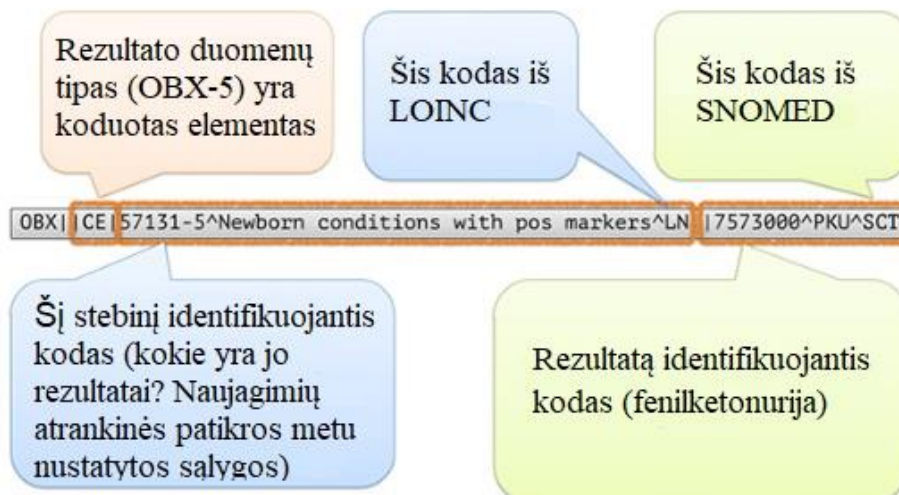 Rezultato duomenų
tipas (OBX-5) yra
koduotas elementas
Šis kodas iš
LOINC
Šis kodas iš
SNOMED
OBX||CE|57131-5^Newborn conditions with pos markers^LN||7573000^PKU^SCT
Šį stebinį identifikuojantis
kodas (kokie yra jo
rezultatai? Naujagimių
atrankinės patikros metu
nustatytos sąlygos)
Rezultatą identifikuojantis
kodas (fenilketonurija)